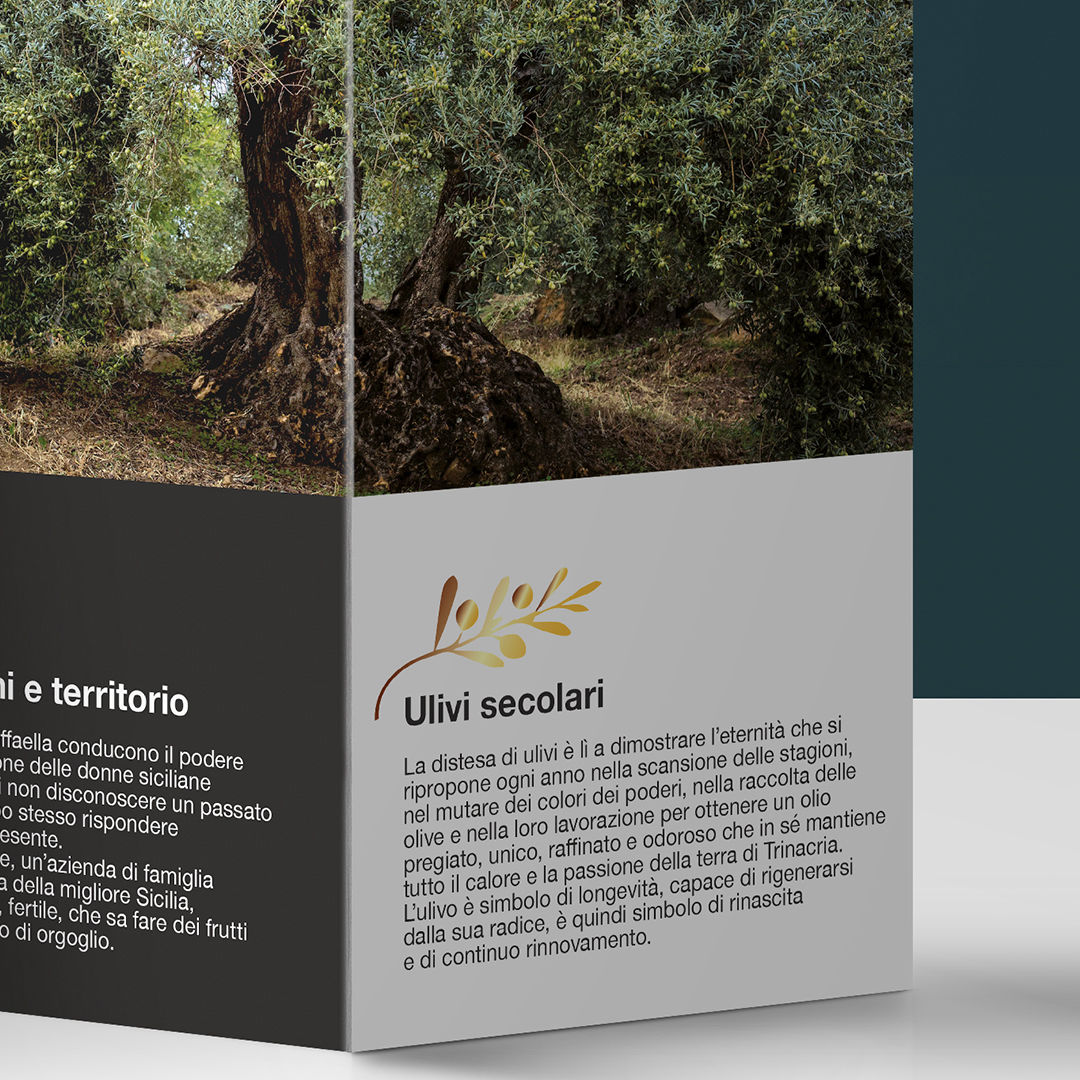 e territorio
conducono il podere
delle donne siciliane
non disconoscere un passato
stesso rispondere
un'azienda di famiglia
della migliore Sicilia,
fertile, che sa fare dei frutti
di orgoglio.
Ulivi secolari
La distesa di ulivi è lì a dimostrare l'eternità che si
ripropone ogni anno nella scansione delle stagioni,
nel mutare dei colori dei poderi, nella raccolta delle
olive e nella loro lavorazione per ottenere un olio
pregiato, unico, raffinato e odoroso che in sé mantiene
tutto il calore e la passione della terra di Trinacria.
L'ulivo è simbolo di longevità, capace di rigenerarsi
dalla sua radice, è quindi simbolo di rinascita
e di continuo rinnovamento.